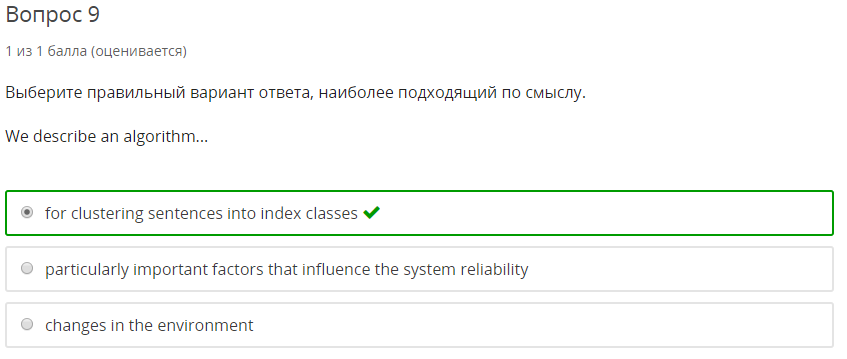 Вопрос 9
1 из 1 балла (оценивается)
Выберите правильный вариант ответа, наиболее подходящий по смыслу.
We describe an algorithm...
for clustering sentences into index classes
particularly important factors that influence the system reliability
changes in the environment